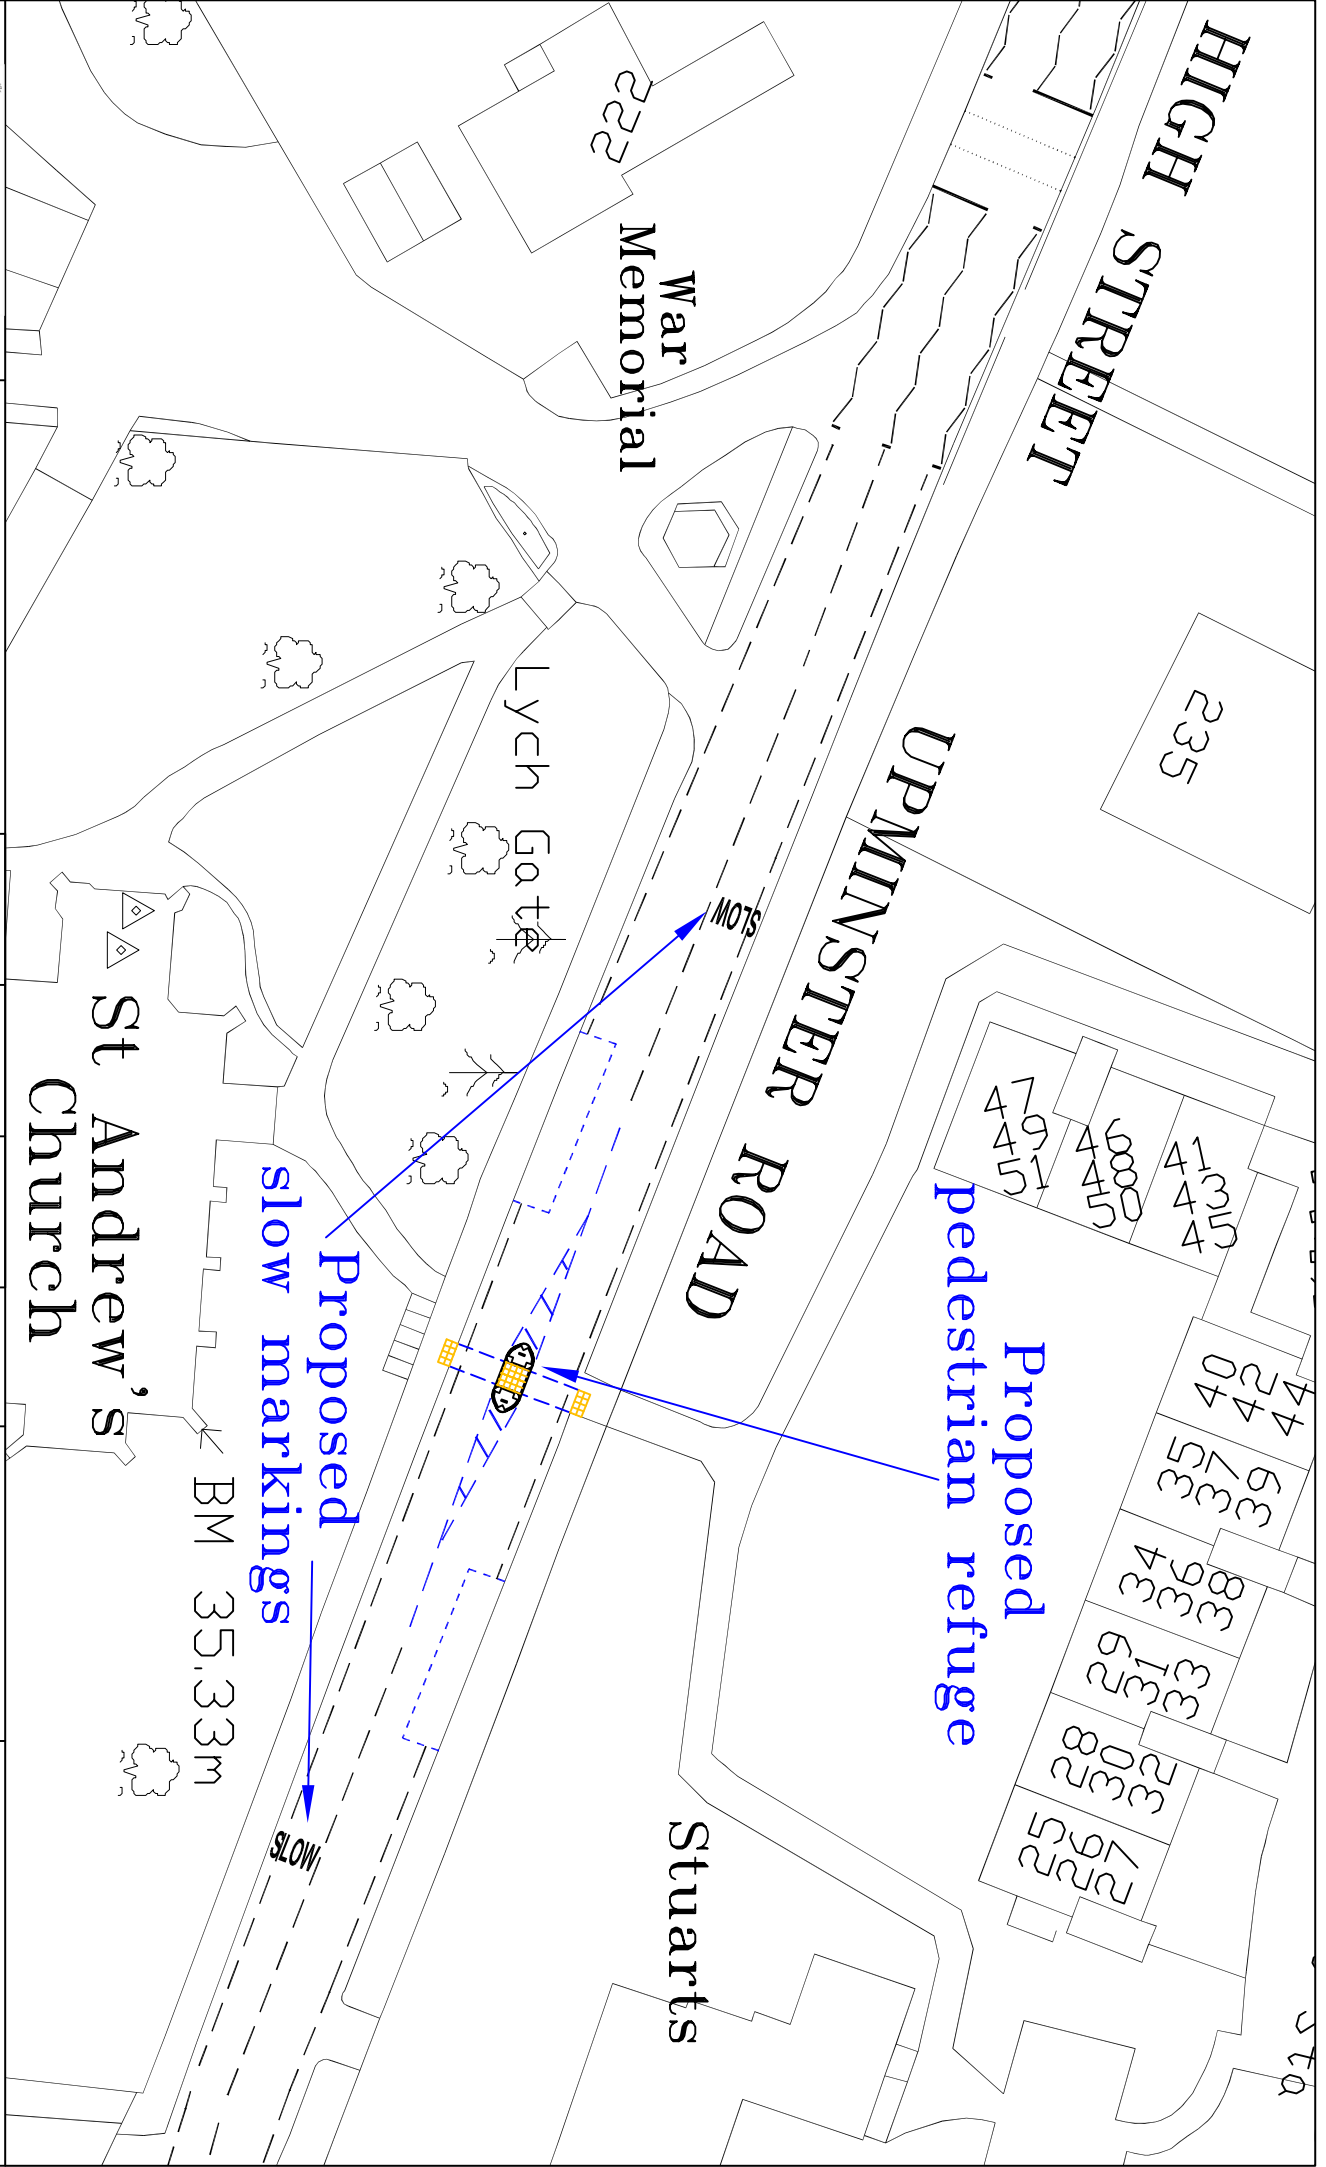 HIGH STREET
222
War
Memorial
235
UPMINSTER ROAD
Lych Gate
SLOW
St Andrew's
Church
Proposed
slow markings
BM 35.33m
Proposed
pedestrian refuge
47
49
51
46
48
50
41
43
45
40
42
44
35
37
39
34
36
38
29
31
33
28
30
32
25
26
27
Stuarts
SLOW